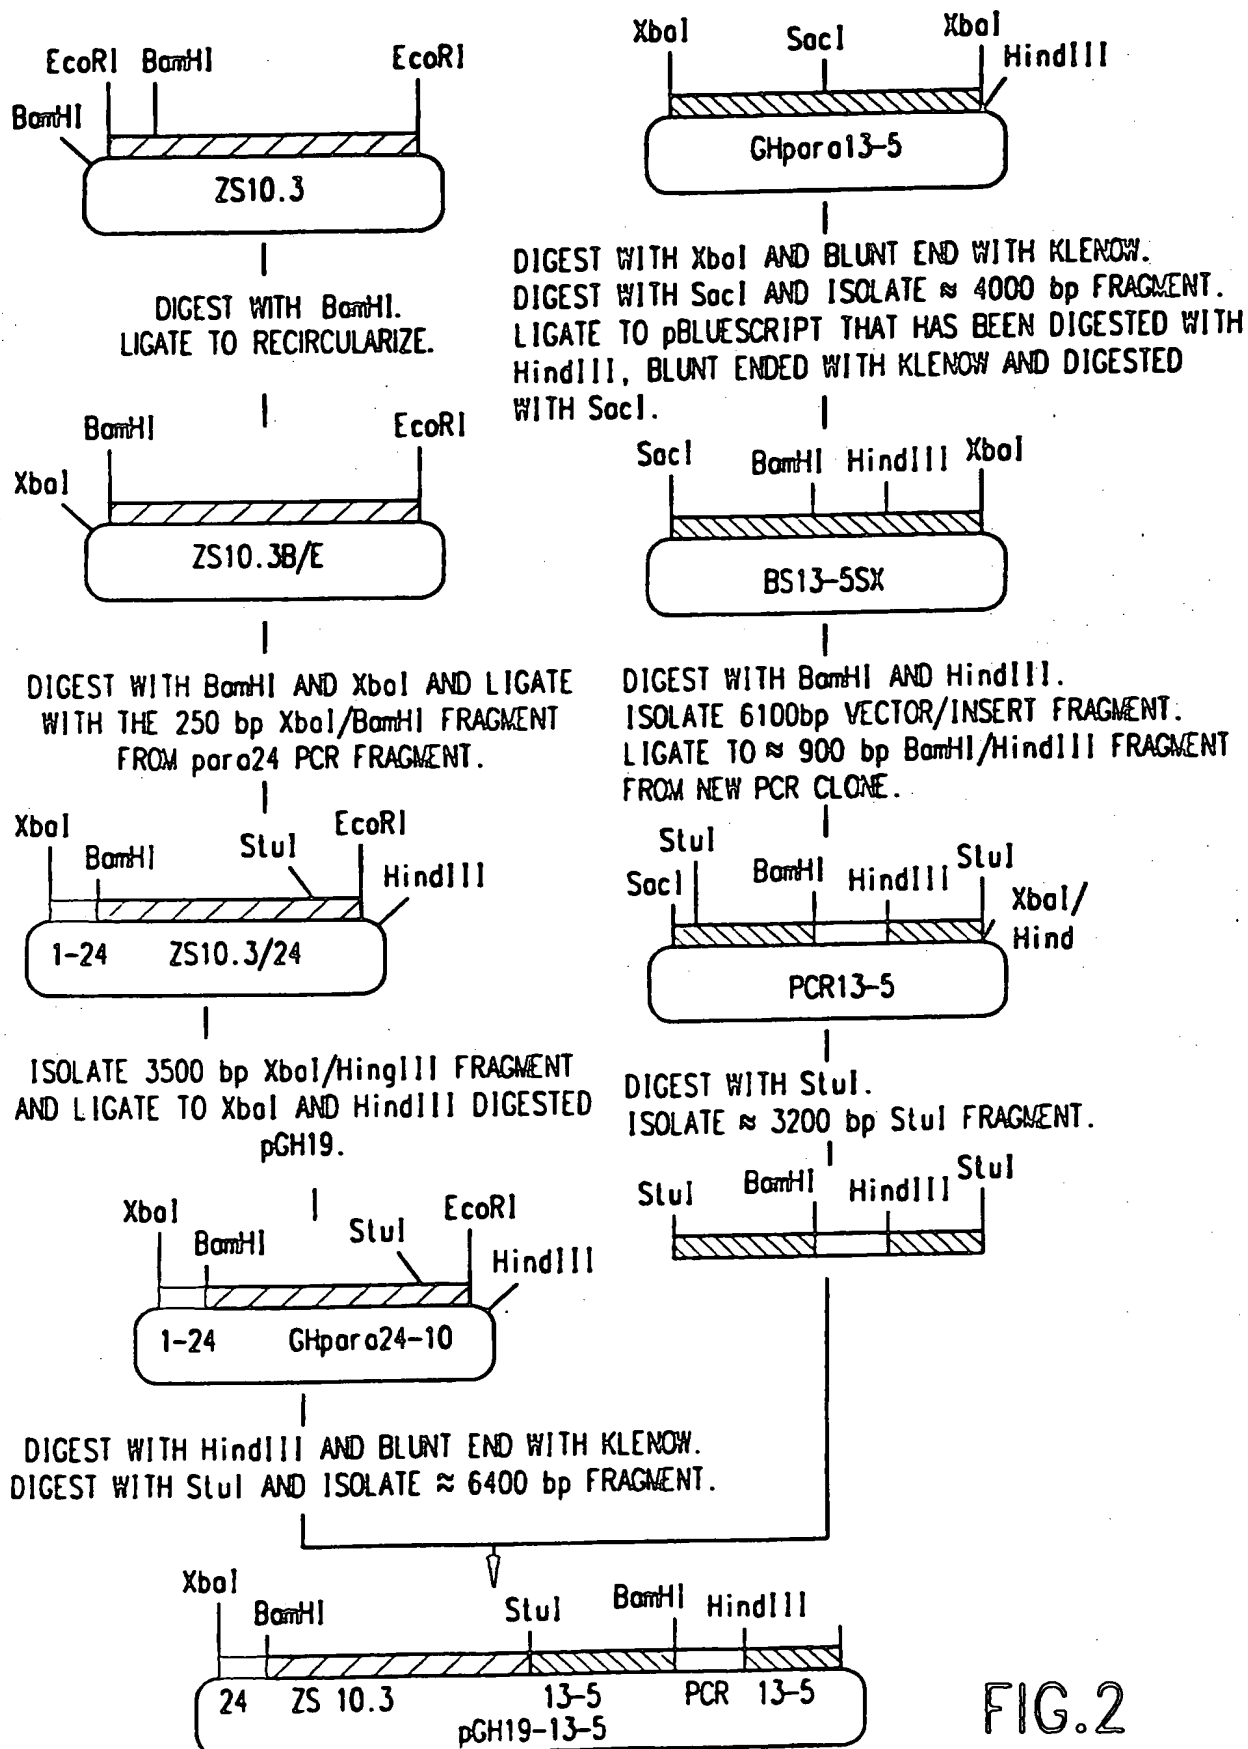 EcoRI BamHI EcoRI
BamHI
ZS10.3
DIGEST WITH BamHI.
LIGATE TO RECIRCULARIZE.
BamHI EcoRI
XbaI
ZS10.3B/E
DIGEST WITH BamHI AND XbaI AND LIGATE
WITH THE 250 bp XbaI/BamHI FRAGMENT
FROM para24 PCR FRAGMENT.
XbaI
BamHI StuI EcoRI
HindIII
1-24 ZS10.3/24
ISOLATE 3500 bp XbaI/HingIII FRAGMENT
AND LIGATE TO XbaI AND HindIII DIGESTED
pGH19.
XbaI StuI EcoRI
BamHI HindIII
1-24 GHpara24-10
DIGEST WITH HindIII AND BLUNT END WITH KLENOW.
DIGEST WITH StuI AND ISOLATE ≈ 6400 bp FRAGMENT.
XbaI SacI XbaI
HindIII
GHpara13-5
DIGEST WITH XbaI AND BLUNT END WITH KLENOW.
DIGEST WITH SacI AND ISOLATE ≈ 4000 bp FRAGMENT.
LIGATE TO pBLUESCRIPT THAT HAS BEEN DIGESTED WITH
HindIII, BLUNT ENDED WITH KLENOW AND DIGESTED
WITH SacI.
SacI BamHI HindIII XbaI
BS13-5SX
DIGEST WITH BamHI AND HindIII.
ISOLATE 6100bp VECTOR/INSERT FRAGMENT.
LIGATE TO ≈ 900 bp BamHI/HindIII FRAGMENT
FROM NEW PCR CLONE.
StuI StuI
SacI BamHI HindIII XbaI/
Hind
PCR13-5
DIGEST WITH StuI.
ISOLATE ≈ 3200 bp StuI FRAGMENT.
StuI BamHI HindIII StuI
XbaI
BamHI StuI BamHI HindIII
24 ZS 10.3 13-5 PCR 13-5
pGH19-13-5
FIG.2